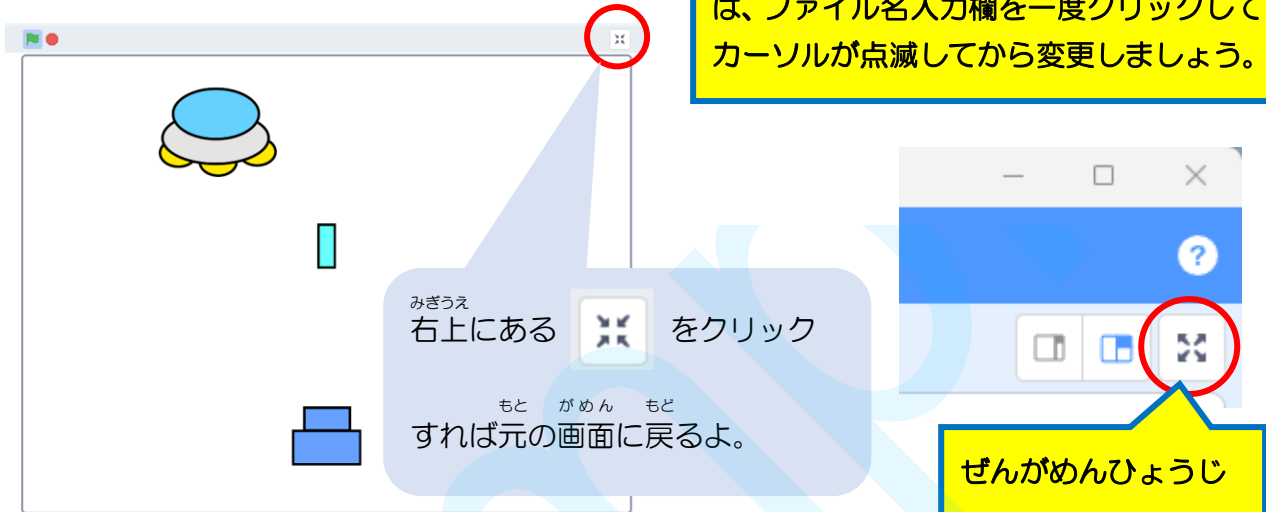 は、ファイル名入力欄を一度クリックして
カーソルが点滅してから変更しましょう。
みぎうえ
右上にある をクリック
もと がめん もど
すれば元の画面に戻るよ。
?
ぜんがめんひょうじ